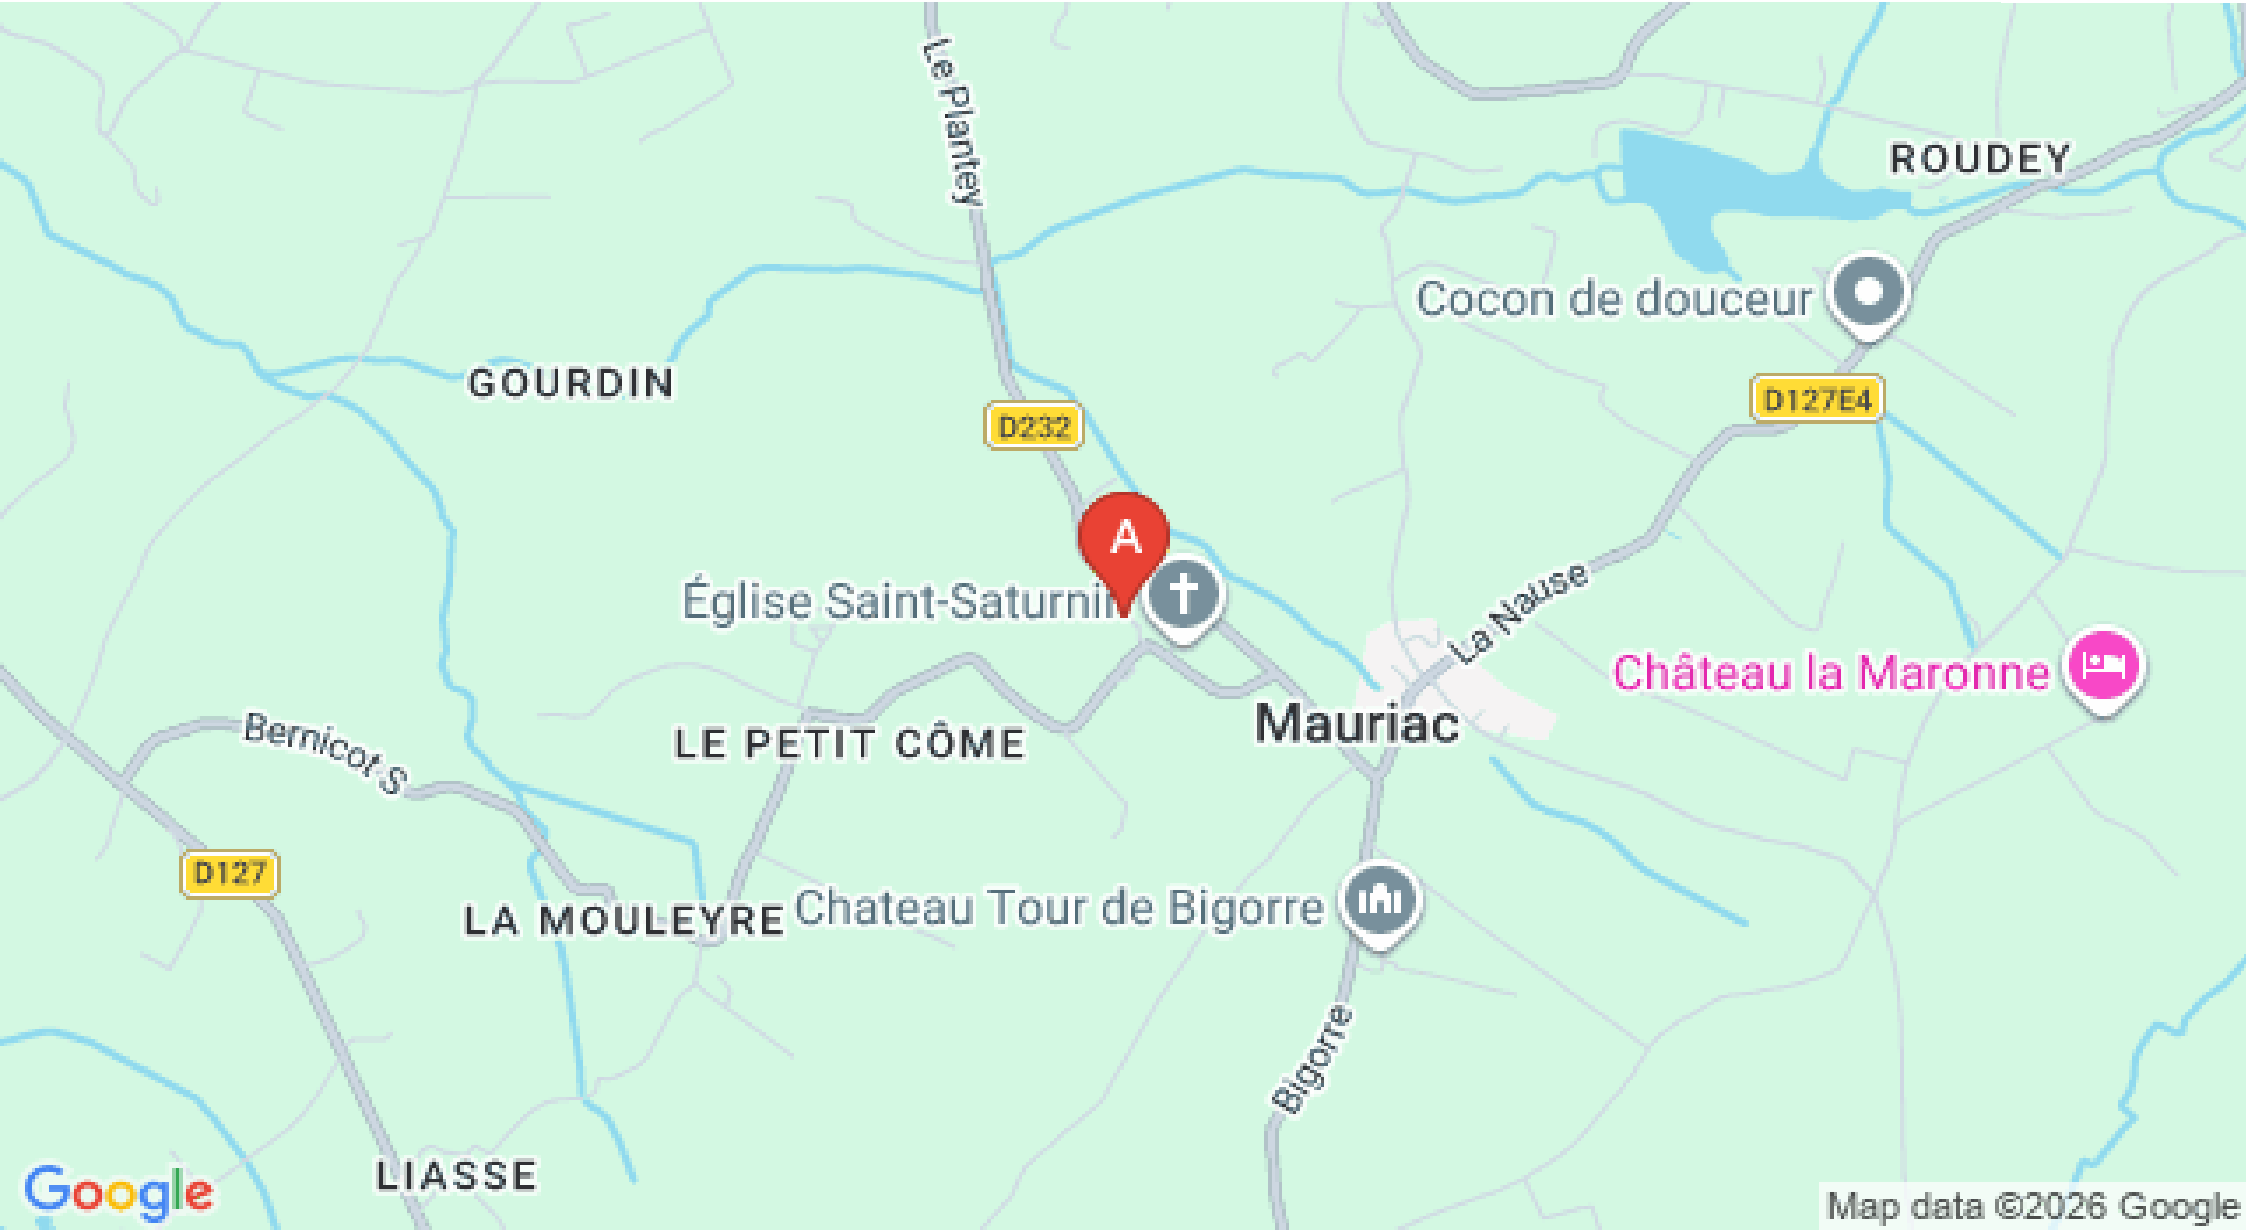 Le Plantey
ROUDEY
Cocon de douceur
GOURDIN
D127E4
D232
A
Église Saint-Saturnin
La Nause
Château la Maronne
Mauriac
Bernicot-S
LE PETIT CÔME
D127
LA MOULEYRE
Chateau Tour de Bigorre
Bigorre
LIASSE
Google
Map data ©2026 Google